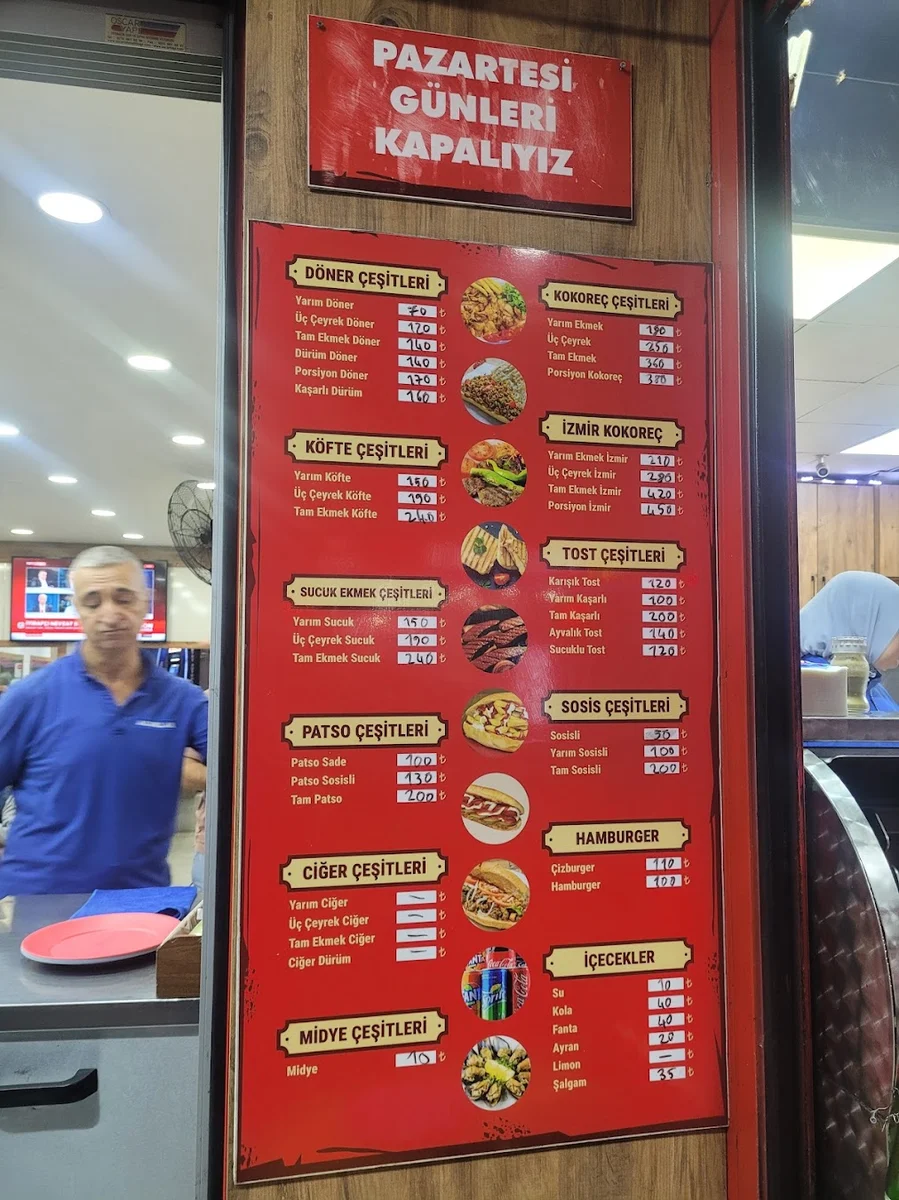 PAZARTESİ
GÜNLERİ
KAPALIYIZ
DÖNER ÇEŞİTLERİ
Yarım Döner 70 ₺
Üç Çeyrek Döner 120 ₺
Tam Ekmek Döner 140 ₺
Dürüm Döner 140 ₺
Porsiyon Döner 170 ₺
Kaşarlı Dürüm 160 ₺
KÖFTE ÇEŞİTLERİ
Yarım Köfte 150 ₺
Üç Çeyrek Köfte 190 ₺
Tam Ekmek Köfte 240 ₺
SUCUK EKMEK ÇEŞİTLERİ
Yarım Sucuk 150 ₺
Üç Çeyrek Sucuk 190 ₺
Tam Ekmek Sucuk 240 ₺
PATSO ÇEŞİTLERİ
Patso Sade 100 ₺
Patso Sosisli 130 ₺
Tam Patso 200 ₺
CİĞER ÇEŞİTLERİ
Yarım Ciğer — ₺
Üç Çeyrek Ciğer — ₺
Tam Ekmek Ciğer — ₺
Ciğer Dürüm — ₺
MİDYE ÇEŞİTLERİ
Midye 10 ₺
KOKOREÇ ÇEŞİTLERİ
Yarım Ekmek 180 ₺
Üç Çeyrek 250 ₺
Tam Ekmek 360 ₺
Porsiyon Kokoreç 380 ₺
İZMİR KOKOREÇ
Yarım Ekmek İzmir 210 ₺
Üç Çeyrek İzmir 280 ₺
Tam Ekmek İzmir 420 ₺
Porsiyon İzmir 450 ₺
TOST ÇEŞİTLERİ
Karışık Tost 120 ₺
Yarım Kaşarlı 100 ₺
Tam Kaşarlı 200 ₺
Ayvalık Tost 140 ₺
Sucuklu Tost 120 ₺
SOSİS ÇEŞİTLERİ
Sosisli ₺
Yarım Sosisli 100 ₺
Tam Sosisli 200 ₺
HAMBURGER
Çizburger 110 ₺
Hamburger 100 ₺
İÇECEKLER
Su 10 ₺
Kola 40 ₺
Fanta 40 ₺
Ayran 20 ₺
Limon — ₺
Şalgam 35 ₺
OSCAR
YAPI